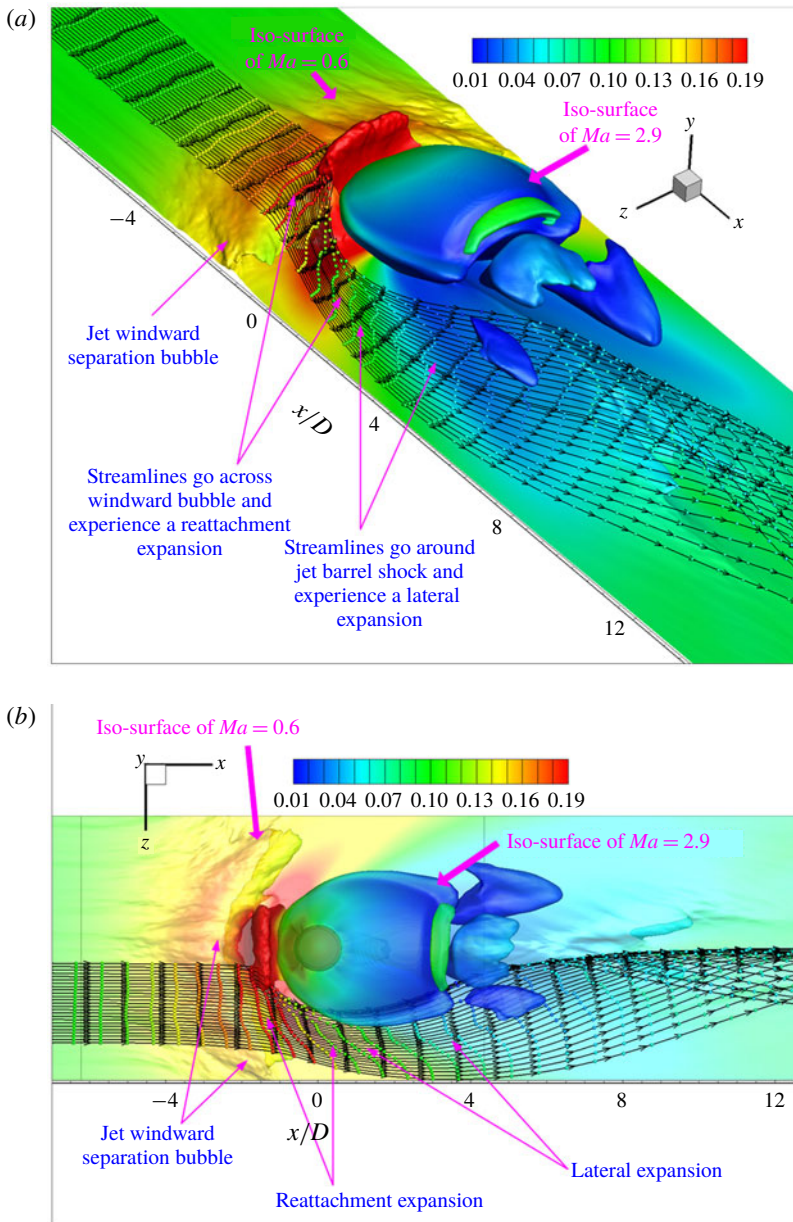 (a)
Iso-surface
of Ma = 0.6
0.01 0.04 0.07 0.10 0.13 0.16 0.19
Iso-surface
of Ma = 2.9
y
z
x
−4
0
Jet windward
separation bubble
x/D
4
Streamlines go across
windward bubble and
experience a reattachment
expansion
8
Streamlines go around
jet barrel shock and
experience a lateral
expansion
12
(b)
Iso-surface of Ma = 0.6
y
x
z
0.01 0.04 0.07 0.10 0.13 0.16 0.19
Iso-surface of Ma = 2.9
−4 0 4 8 12
x/D
Jet windward
separation bubble
Lateral expansion
Reattachment expansion